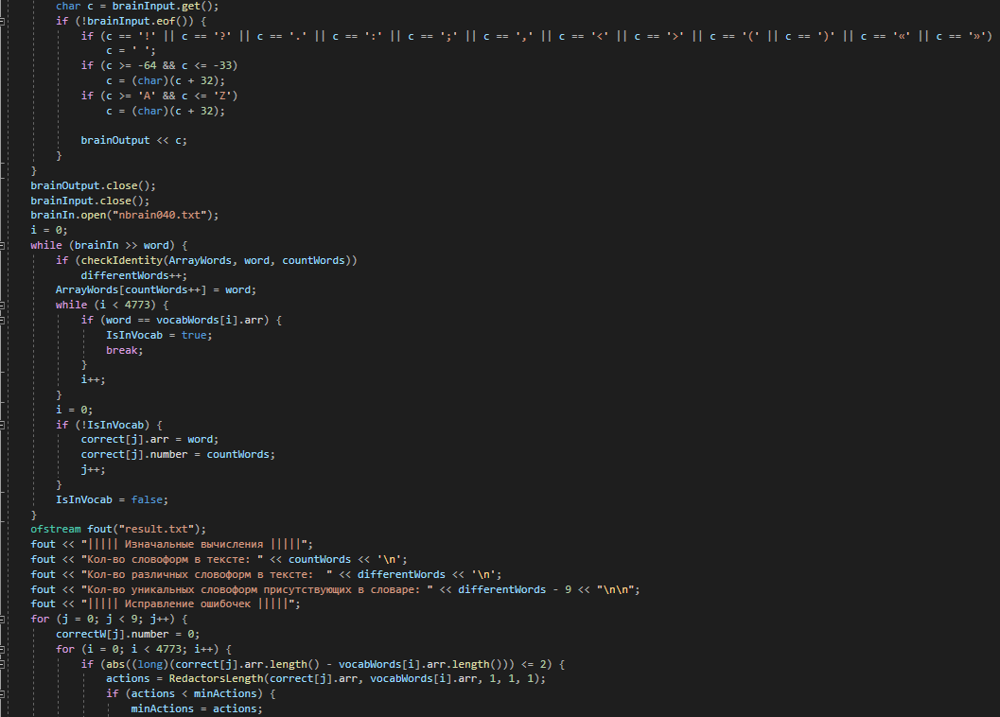 char c = brainInput.get();
if (!brainInput.eof()) {
if (c == '!' || c == '?' || c == '.' || c == ':' || c == ';' || c == ',' || c == '<' || c == '>' || c == '(' || c == ')' || c == '«' || c == '»')
c = ' ';
if (c >= -64 && c <= -33)
c = (char)(c + 32);
if (c >= 'A' && c <= 'Z')
c = (char)(c + 32);
brainOutput << c;
}
}
brainOutput.close();
brainInput.close();
brainIn.open("nbrain040.txt");
i = 0;
while (brainIn >> word) {
if (checkIdentity(ArrayWords, word, countWords))
differentWords++;
ArrayWords[countWords++] = word;
while (i < 4773) {
if (word == vocabWords[i].arr) {
IsInVocab = true;
break;
}
i++;
}
i = 0;
if (!IsInVocab) {
correct[j].arr = word;
correct[j].number = countWords;
j++;
}
IsInVocab = false;
}
ofstream fout("result.txt");
fout << "||||| Изначальные вычисления |||||";
fout << "Кол-во словоформ в тексте: " << countWords << '\n';
fout << "Кол-во различных словоформ в тексте:  " << differentWords << '\n';
fout << "Кол-во уникальных словоформ присутствующих в словаре: " << differentWords - 9 << "\n\n";
fout << "||||| Исправление ошибочек |||||";
for (j = 0; j < 9; j++) {
correctW[j].number = 0;
for (i = 0; i < 4773; i++) {
if (abs((long)(correct[j].arr.length() - vocabWords[i].arr.length())) <= 2) {
actions = RedactorsLength(correct[j].arr, vocabWords[i].arr, 1, 1, 1);
if (actions < minActions) {
minActions = actions;